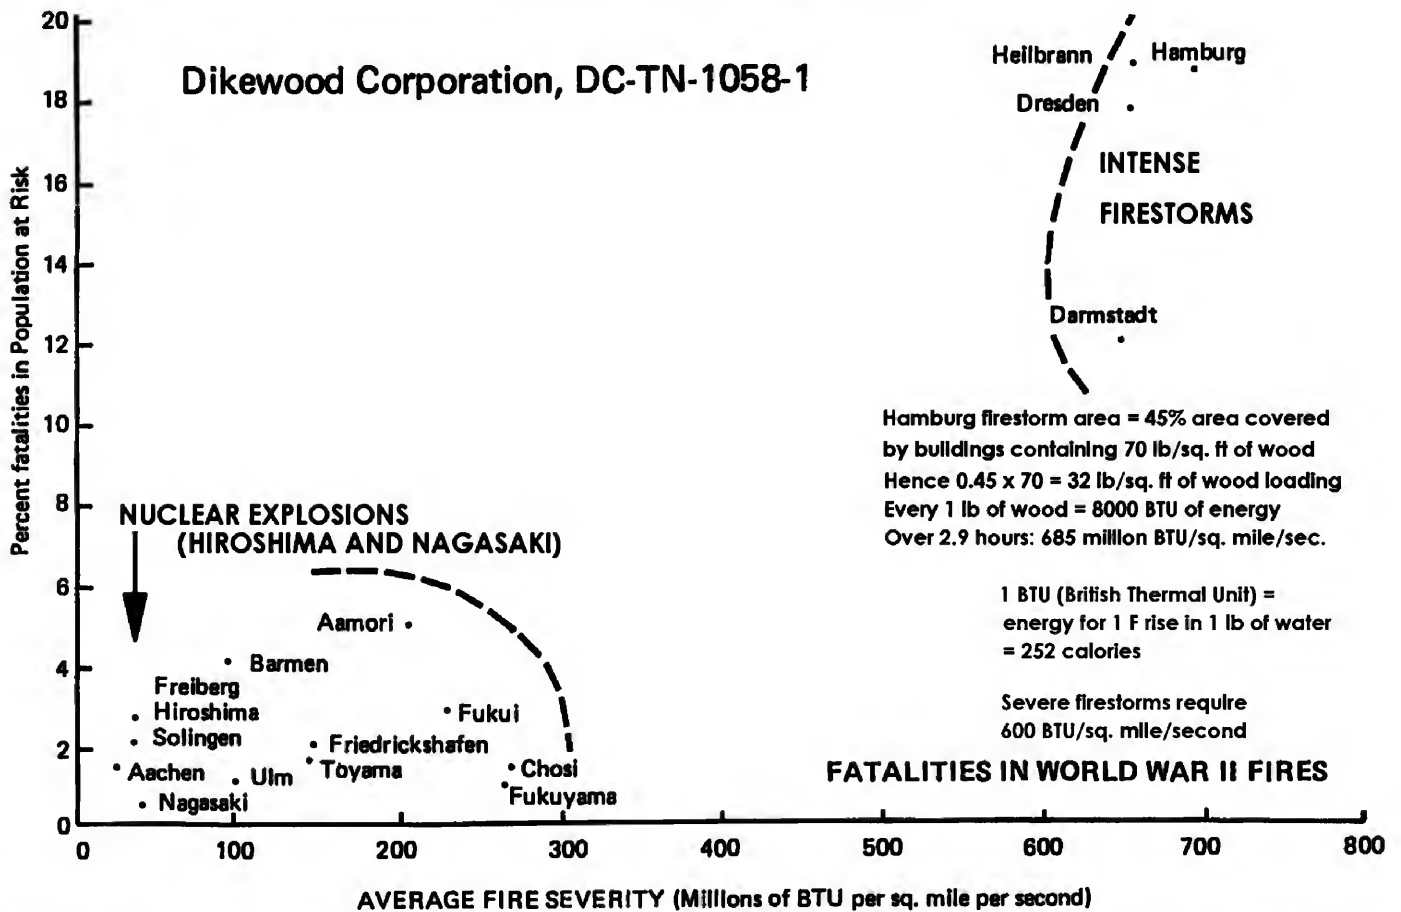 Dikewood Corporation, DC-TN-1058-1
Percent fatalities in Population at Risk
20
18
16
14
12
10
8
6
4
2
0
Heilbrann
Hamburg
Dresden
INTENSE
FIRESTORMS
Darmstadt
Hamburg firestorm area = 45% area covered
by buildings containing 70 lb/sq. ft of wood
Hence 0.45 x 70 = 32 lb/sq. ft of wood loading
Every 1 lb of wood = 8000 BTU of energy
Over 2.9 hours: 685 million BTU/sq. mile/sec.
1 BTU (British Thermal Unit) =
energy for 1 F rise in 1 lb of water
= 252 calories
Severe firestorms require
600 BTU/sq. mile/second
FATALITIES IN WORLD WAR II FIRES
NUCLEAR EXPLOSIONS
(HIROSHIMA AND NAGASAKI)
Aamori
Barmen
Freiberg
Hiroshima
Solingen
Aachen
Ulm
Nagasaki
Fukui
Friedrickshafen
Toyama
Chosi
Fukuyama
0 100 200 300 400 500 600 700 800
AVERAGE FIRE SEVERITY (Millions of BTU per sq. mile per second)